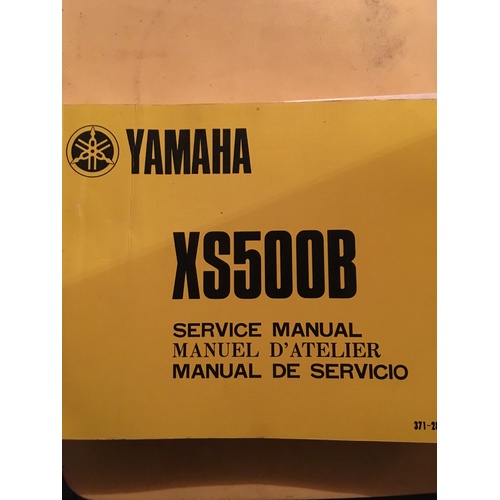 YAMAHA
XS500B
SERVICE MANUAL
MANUEL D'ATELIER
MANUAL DE SERVICIO